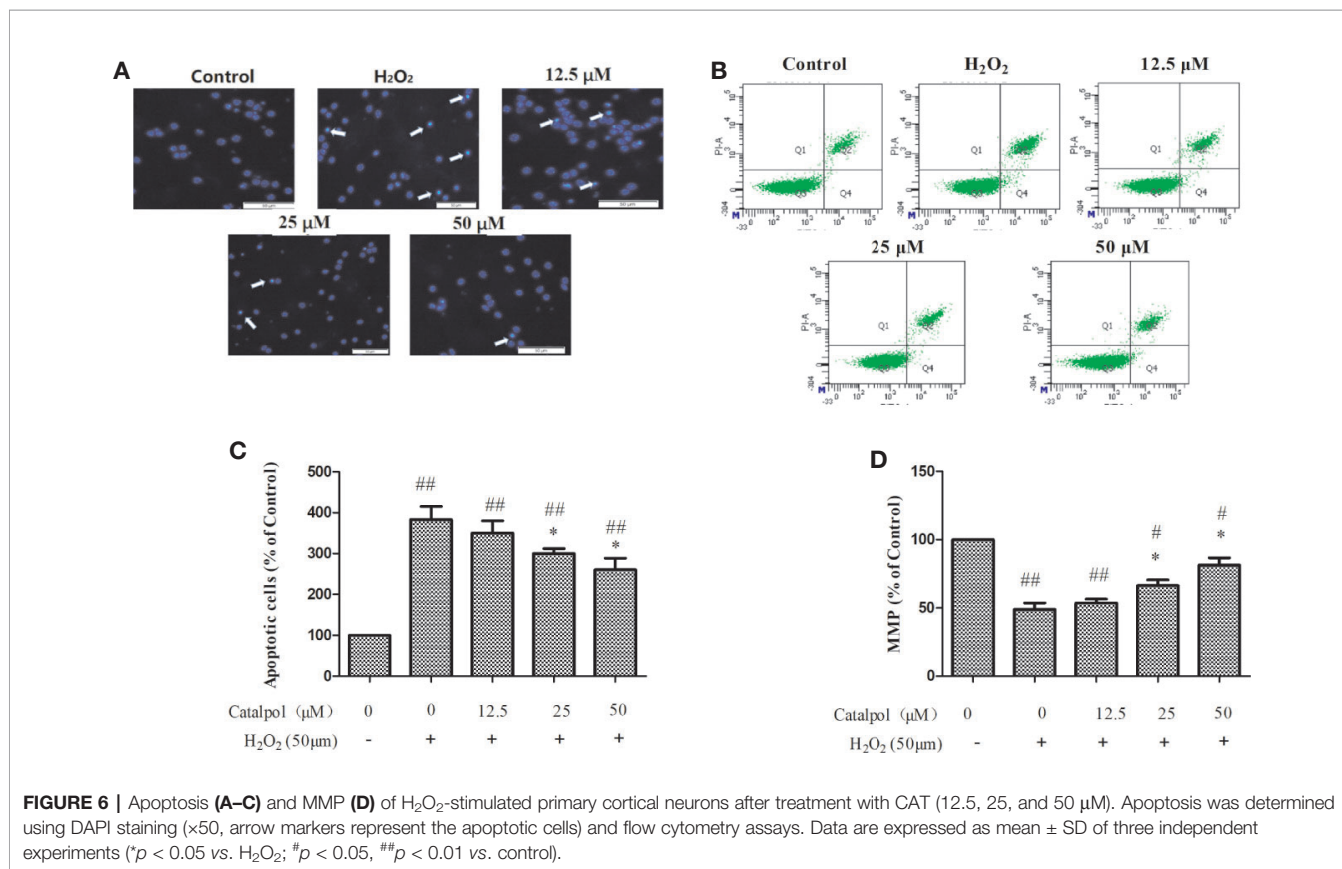 A
Control
H2O2
12.5 μM
25 μM
50 μM
B
Control
H₂O₂
12.5 μM
25 μM
50 μM
PI-A
Q1
Q4
C
Apoptotic cells (% of Control)
500
400
300
200
100
0
##
##
##
*
##
*
Catalpol (μM) 0 0 12.5 25 50
H₂O₂ (50μm) - + + + +
D
MMP (% of Control)
150
100
50
0
##
##
#
*
#
*
Catalpol (μM) 0 0 12.5 25 50
H₂O₂ (50μm) - + + + +
FIGURE 6 | Apoptosis (A–C) and MMP (D) of H₂O₂-stimulated primary cortical neurons after treatment with CAT (12.5, 25, and 50 μM). Apoptosis was determined
using DAPI staining (×50, arrow markers represent the apoptotic cells) and flow cytometry assays. Data are expressed as mean ± SD of three independent
experiments (*p < 0.05 vs. H₂O₂; #p < 0.05, ##p < 0.01 vs. control).